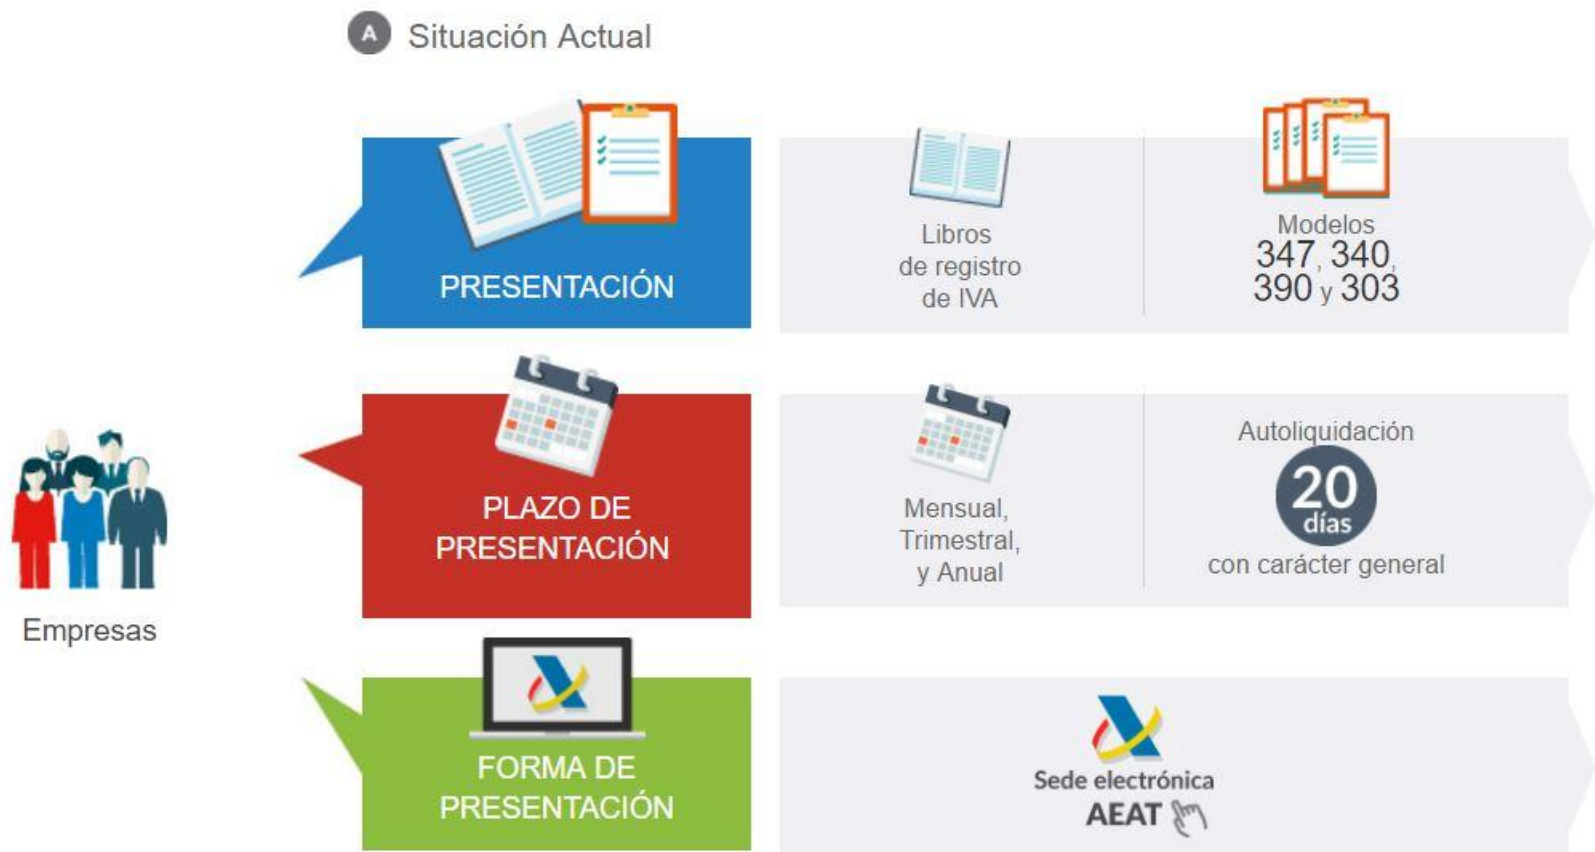 A Situación Actual
PRESENTACIÓN
Libros
de registro
de IVA
Modelos
347, 340,
390 y 303
PLAZO DE
PRESENTACIÓN
Mensual,
Trimestral,
y Anual
Autoliquidación
20
días
con carácter general
Empresas
FORMA DE
PRESENTACIÓN
Sede electrónica
AEAT